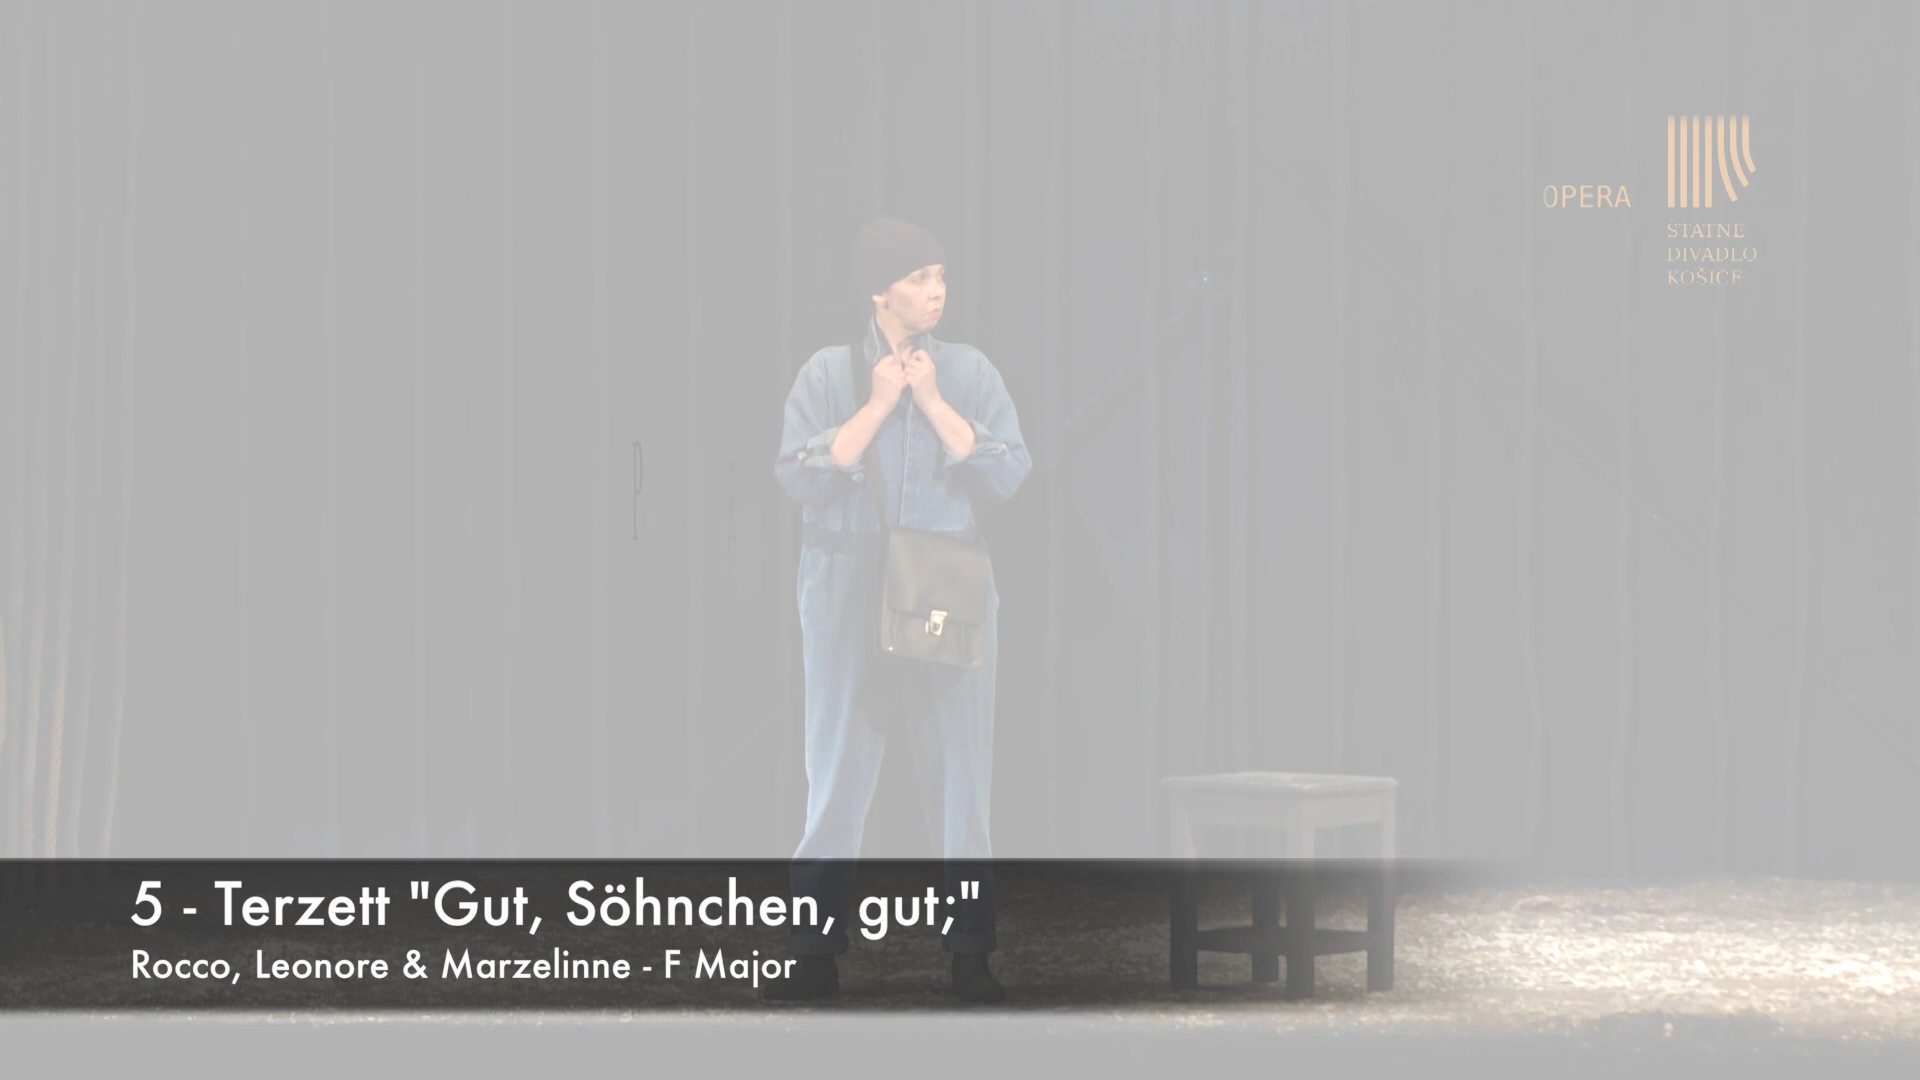 OPERA
ŠTÁTNE
DIVADLO
KOŠICE
5 - Terzett "Gut, Söhnchen, gut;"
Rocco, Leonore & Marzelinne - F Major